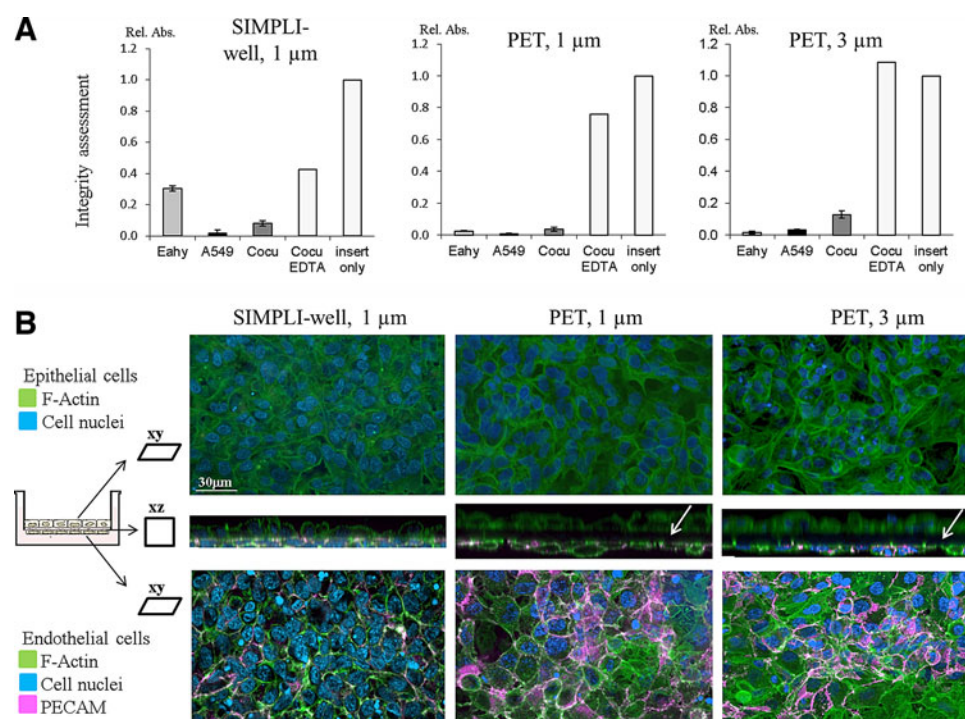 A
Integrity assessment
Rel. Abs.
SIMPLI-
well, 1 µm
1.2
1.0
0.8
0.6
0.4
0.2
0.0
Eahy
A549
Cocu
Cocu
EDTA
insert
only
Rel. Abs.
PET, 1 µm
1.2
1.0
0.8
0.6
0.4
0.2
0.0
Eahy
A549
Cocu
Cocu
EDTA
insert
only
Rel. Abs.
PET, 3 µm
1.2
1.0
0.8
0.6
0.4
0.2
0.0
Eahy
A549
Cocu
Cocu
EDTA
insert
only
B
SIMPLI-well, 1 µm
PET, 1 µm
PET, 3 µm
Epithelial cells
F-Actin
Cell nuclei
xy
30µm
xz
xy
Endothelial cells
F-Actin
Cell nuclei
PECAM